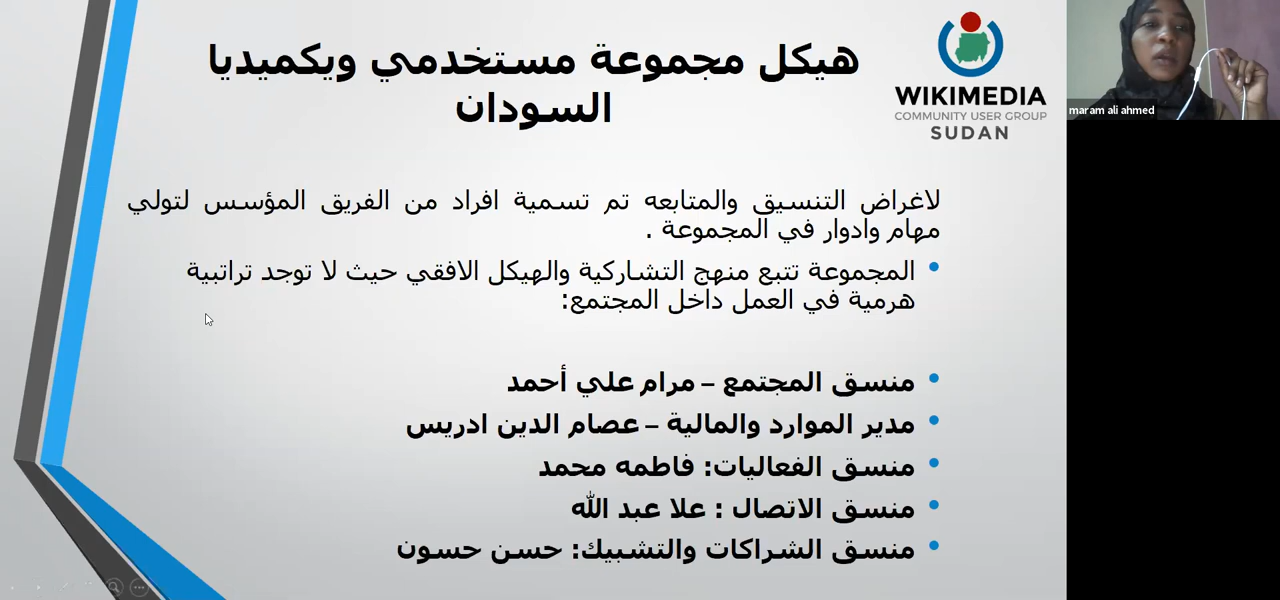 هيكل مجموعة مستخدمي ويكميديا
السودان
WIKIMEDIA
COMMUNITY USER GROUP
SUDAN
maram ali ahmed
لاغراض التنسيق والمتابعه تم تسمية افراد من الفريق المؤسس لتولي
مهام وادوار في المجموعة .
المجموعة تتبع منهج التشاركية والهيكل الافقي حيث لا توجد تراتبية
هرمية في العمل داخل المجتمع:
منسق المجتمع – مرام علي أحمد
مدير الموارد والمالية – عصام الدين ادريس
منسق الفعاليات: فاطمه محمد
منسق الاتصال : علا عبد الله
منسق الشراكات والتشبيك: حسن حسون